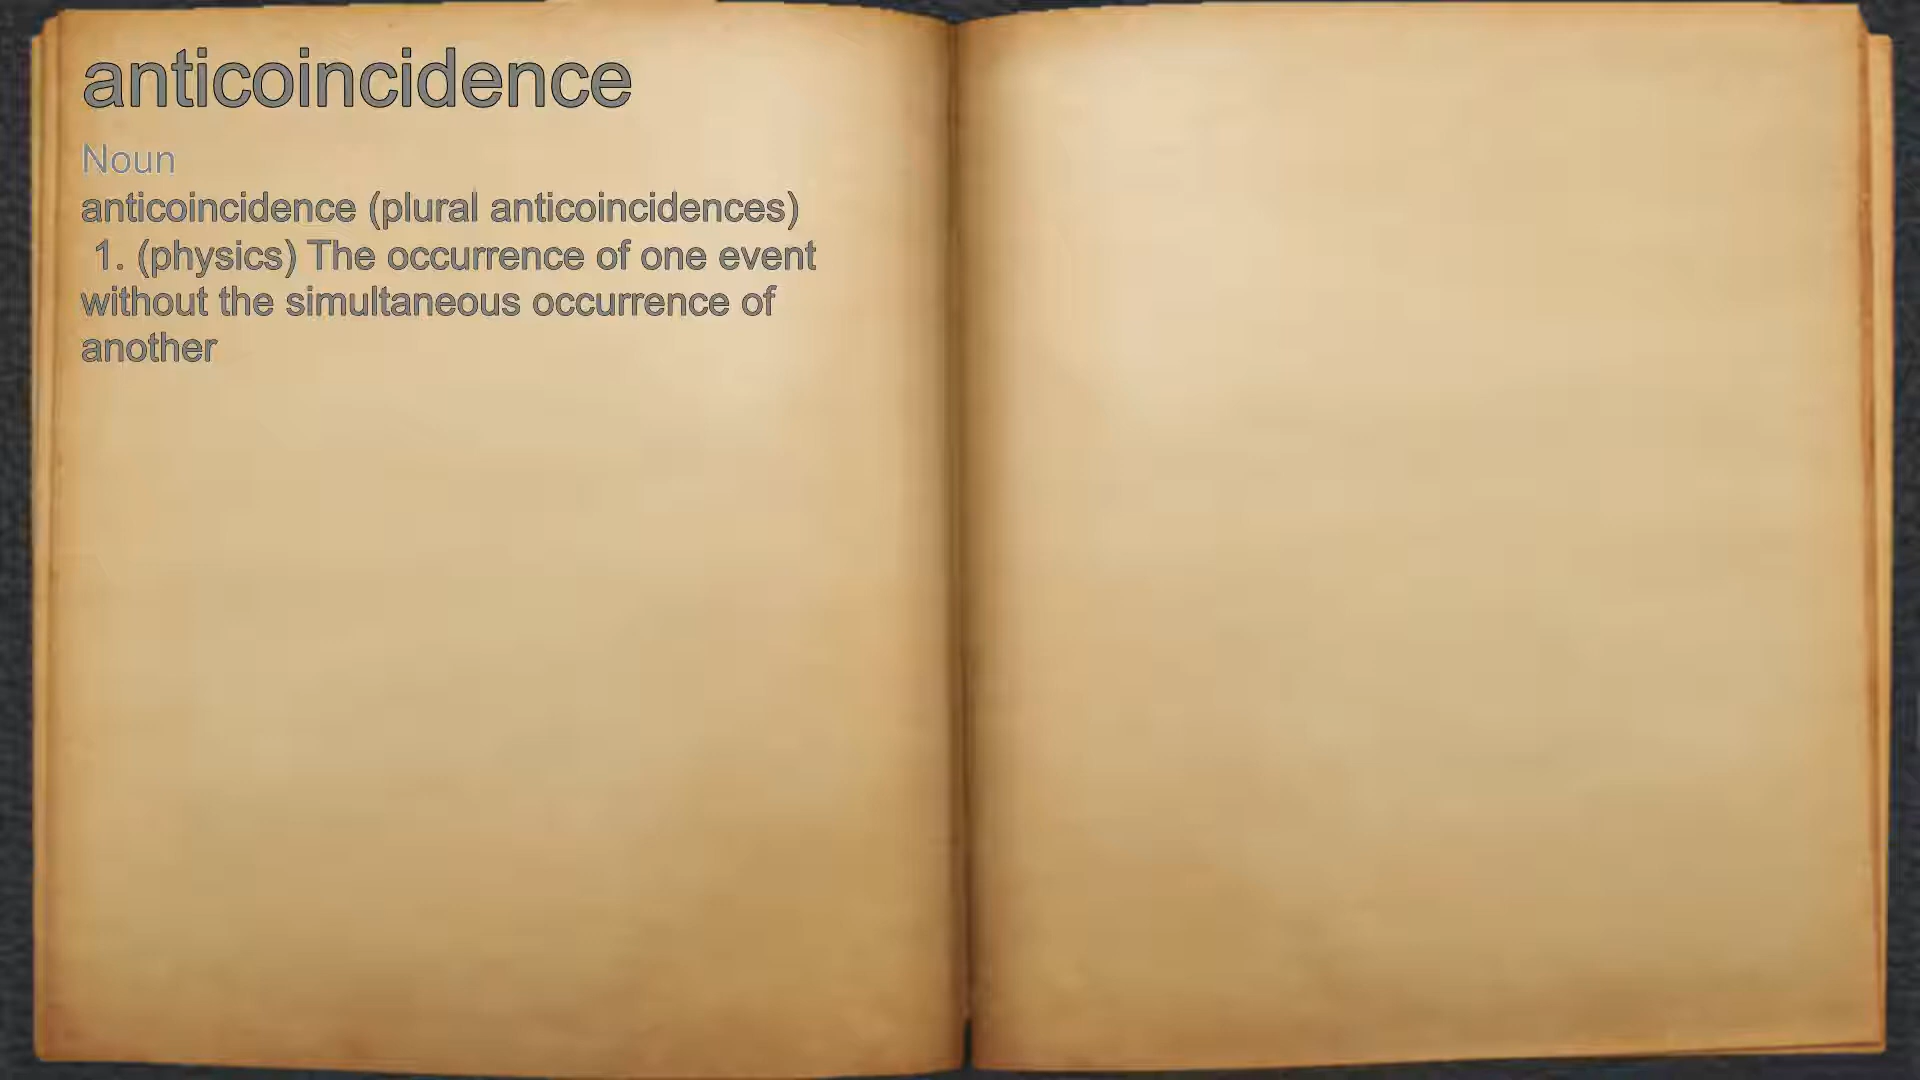 anticoincidence
Noun
anticoincidence (plural anticoincidences)
1. (physics) The occurrence of one event
without the simultaneous occurrence of
another